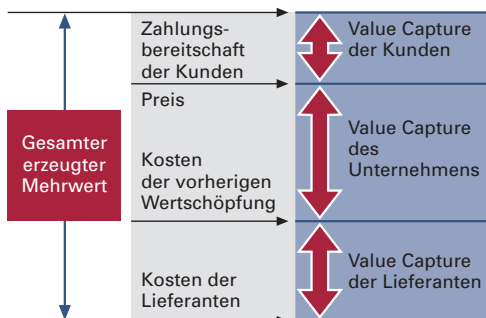 Zahlungs-
bereitschaft
der Kunden
Value Capture
der Kunden
Preis
Gesamter
erzeugter
Mehrwert
Kosten
der vorherigen
Wertschöpfung
Value Capture
des
Unternehmens
Kosten der
Lieferanten
Value Capture
der Lieferanten